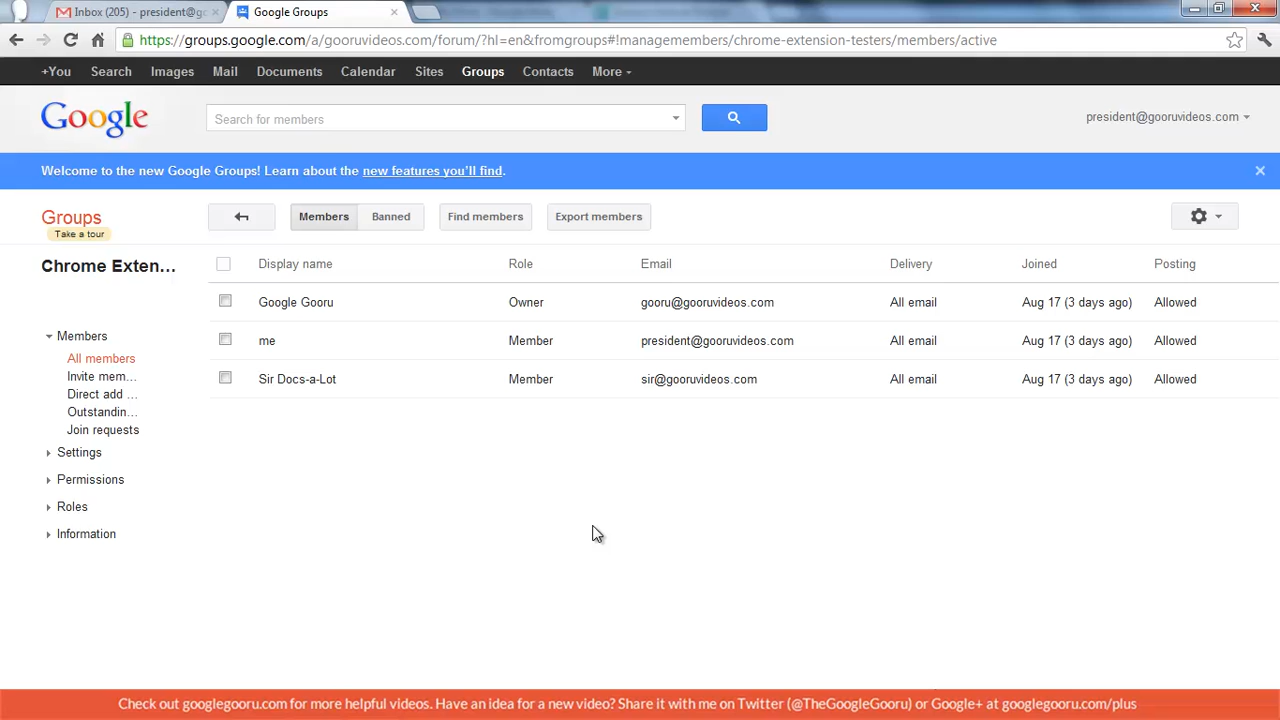 Inbox (205) - president@go
Google Groups
https://groups.google.com/a/gooruvideos.com/forum/?hl=en&fromgroups#!managemembers/chrome-extension-testers/members/active
+You Search Images Mail Documents Calendar Sites Groups Contacts More
Google
Search for members
president@gooruvideos.com
Welcome to the new Google Groups! Learn about the new features you'll find.
Groups
Take a tour
Members Banned Find members Export members
Chrome Exten...
Display name Role Email Delivery Joined Posting
Google Gooru Owner gooru@gooruvideos.com All email Aug 17 (3 days ago) Allowed
me Member president@gooruvideos.com All email Aug 17 (3 days ago) Allowed
Sir Docs-a-Lot Member sir@gooruvideos.com All email Aug 17 (3 days ago) Allowed
Members
All members
Invite mem...
Direct add ...
Outstandin...
Join requests
Settings
Permissions
Roles
Information
Check out googlegooru.com for more helpful videos. Have an idea for a new video? Share it with me on Twitter (@TheGoogleGooru) or Google+ at googlegooru.com/plus